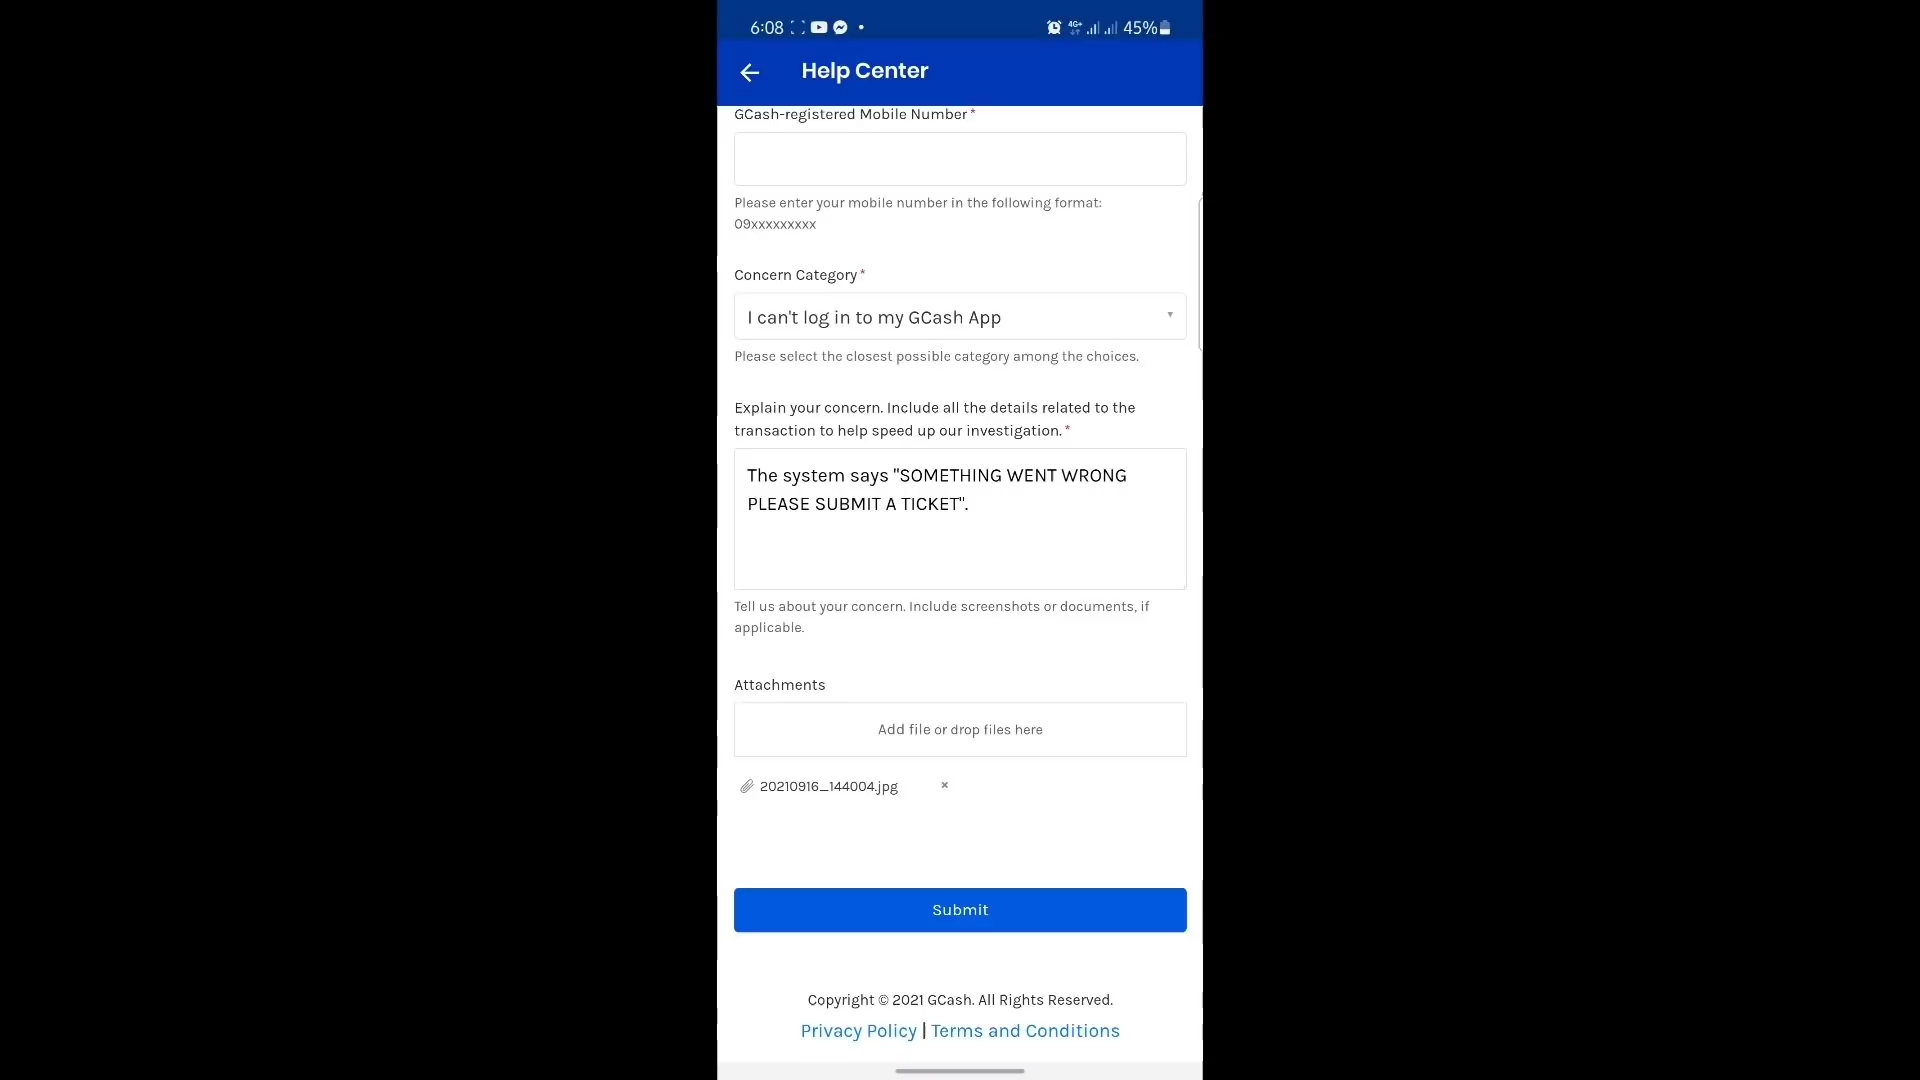 6:08
4G+
45%
Help Center
GCash-registered Mobile Number *
Please enter your mobile number in the following format:
09xxxxxxxxx
Concern Category *
I can't log in to my GCash App
Please select the closest possible category among the choices.
Explain your concern. Include all the details related to the
transaction to help speed up our investigation. *
The system says "SOMETHING WENT WRONG
PLEASE SUBMIT A TICKET".
Tell us about your concern. Include screenshots or documents, if
applicable.
Attachments
Add file or drop files here
20210916_144004.jpg
Submit
Copyright © 2021 GCash. All Rights Reserved.
Privacy Policy | Terms and Conditions